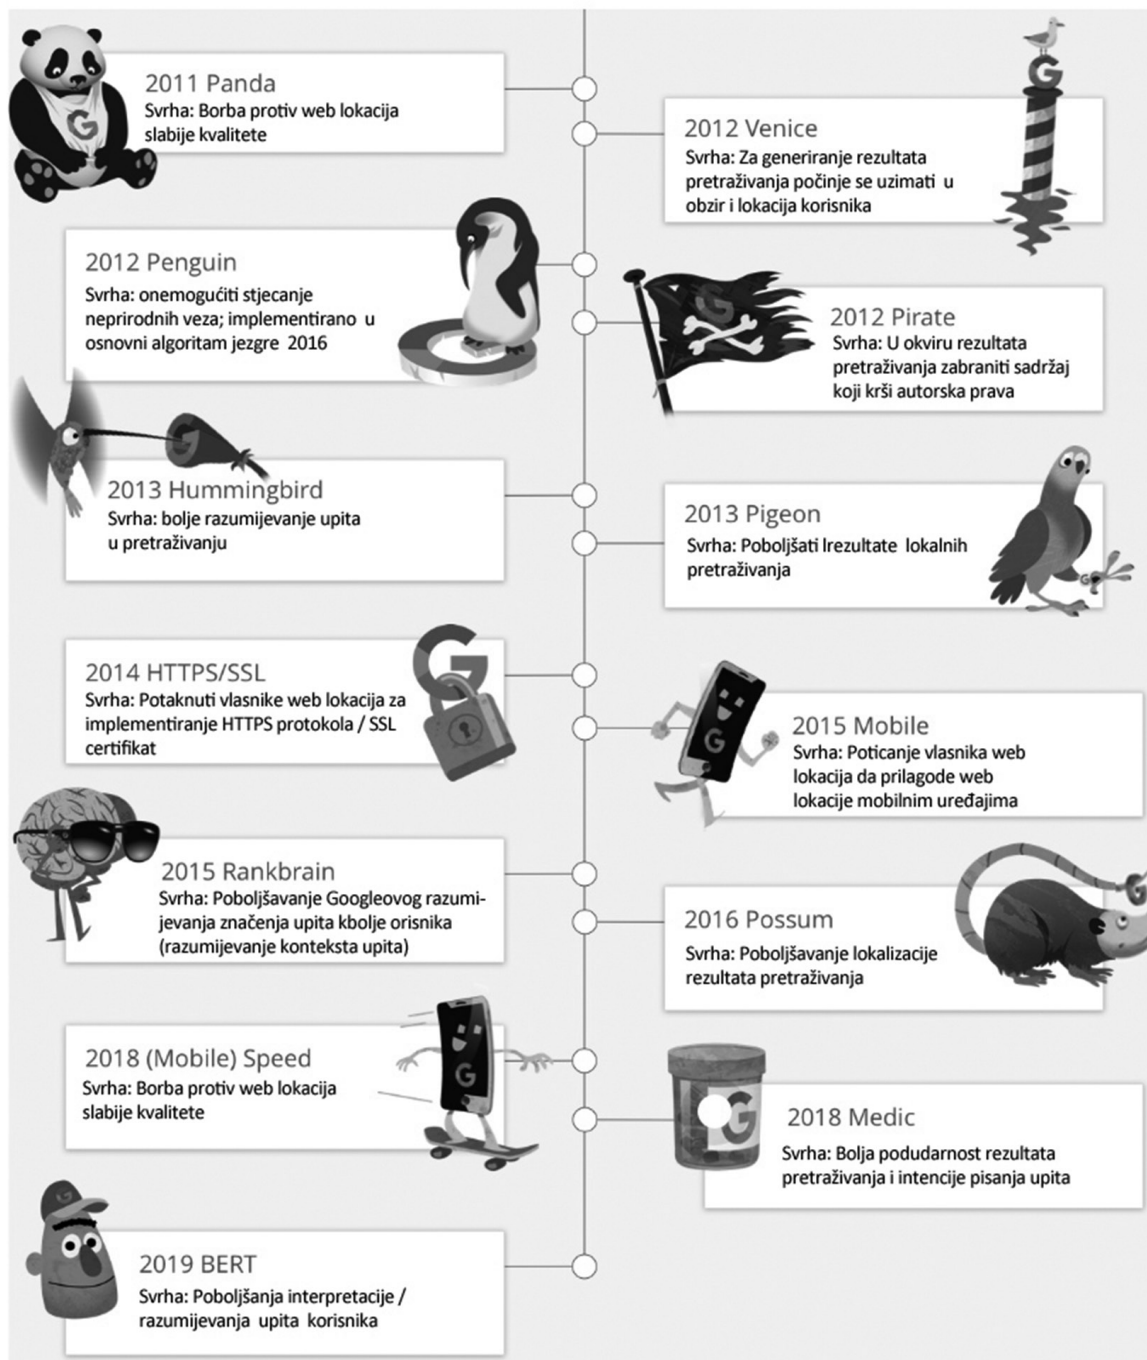 2011 Panda
Svrha: Borba protiv web lokacija
slabije kvalitete
G
G
2012 Venice
Svrha: Za generiranje rezultata
pretraživanja počinje se uzimati u
obzir i lokacija korisnika
2012 Penguin
Svrha: onemogućiti stjecanje
neprirodnih veza; implementirano u
osnovni algoritam jezgre 2016
G
2012 Pirate
Svrha: U okviru rezultata
pretraživanja zabraniti sadržaj
koji krši autorska prava
G
2013 Hummingbird
Svrha: bolje razumijevanje upita
u pretraživanju
2013 Pigeon
Svrha: Poboljšati lrezultate lokalnih
pretraživanja
G
2014 HTTPS/SSL
Svrha: Potaknuti vlasnike web lokacija za
implementiranje HTTPS protokola / SSL
certifikat
G
G
2015 Mobile
Svrha: Poticanje vlasnika web
lokacija da prilagode web
lokacije mobilnim uređajima
2015 Rankbrain
Svrha: Poboljšavanje Googleovog razumi-
jevanja značenja upita kbolje orisnika
(razumijevanje konteksta upita)
2016 Possum
Svrha: Poboljšavanje lokalizacije
rezultata pretraživanja
G
2018 (Mobile) Speed
Svrha: Borba protiv web lokacija
slabije kvalitete
G
G
2018 Medic
Svrha: Bolja podudarnost rezultata
pretraživanja i intencije pisanja upita
G
2019 BERT
Svrha: Poboljšanja interpretacije /
razumijevanja upita korisnika